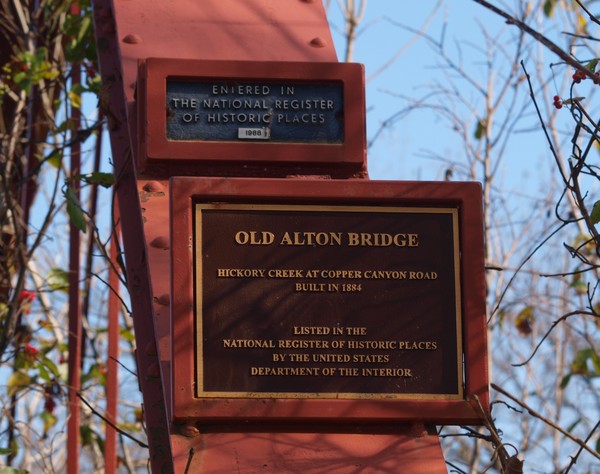 ENTERED IN
THE NATIONAL REGISTER
OF HISTORIC PLACES
1988
OLD ALTON BRIDGE
HICKORY CREEK AT COPPER CANYON ROAD
BUILT IN 1884
LISTED IN THE
NATIONAL REGISTER OF HISTORIC PLACES
BY THE UNITED STATES
DEPARTMENT OF THE INTERIOR